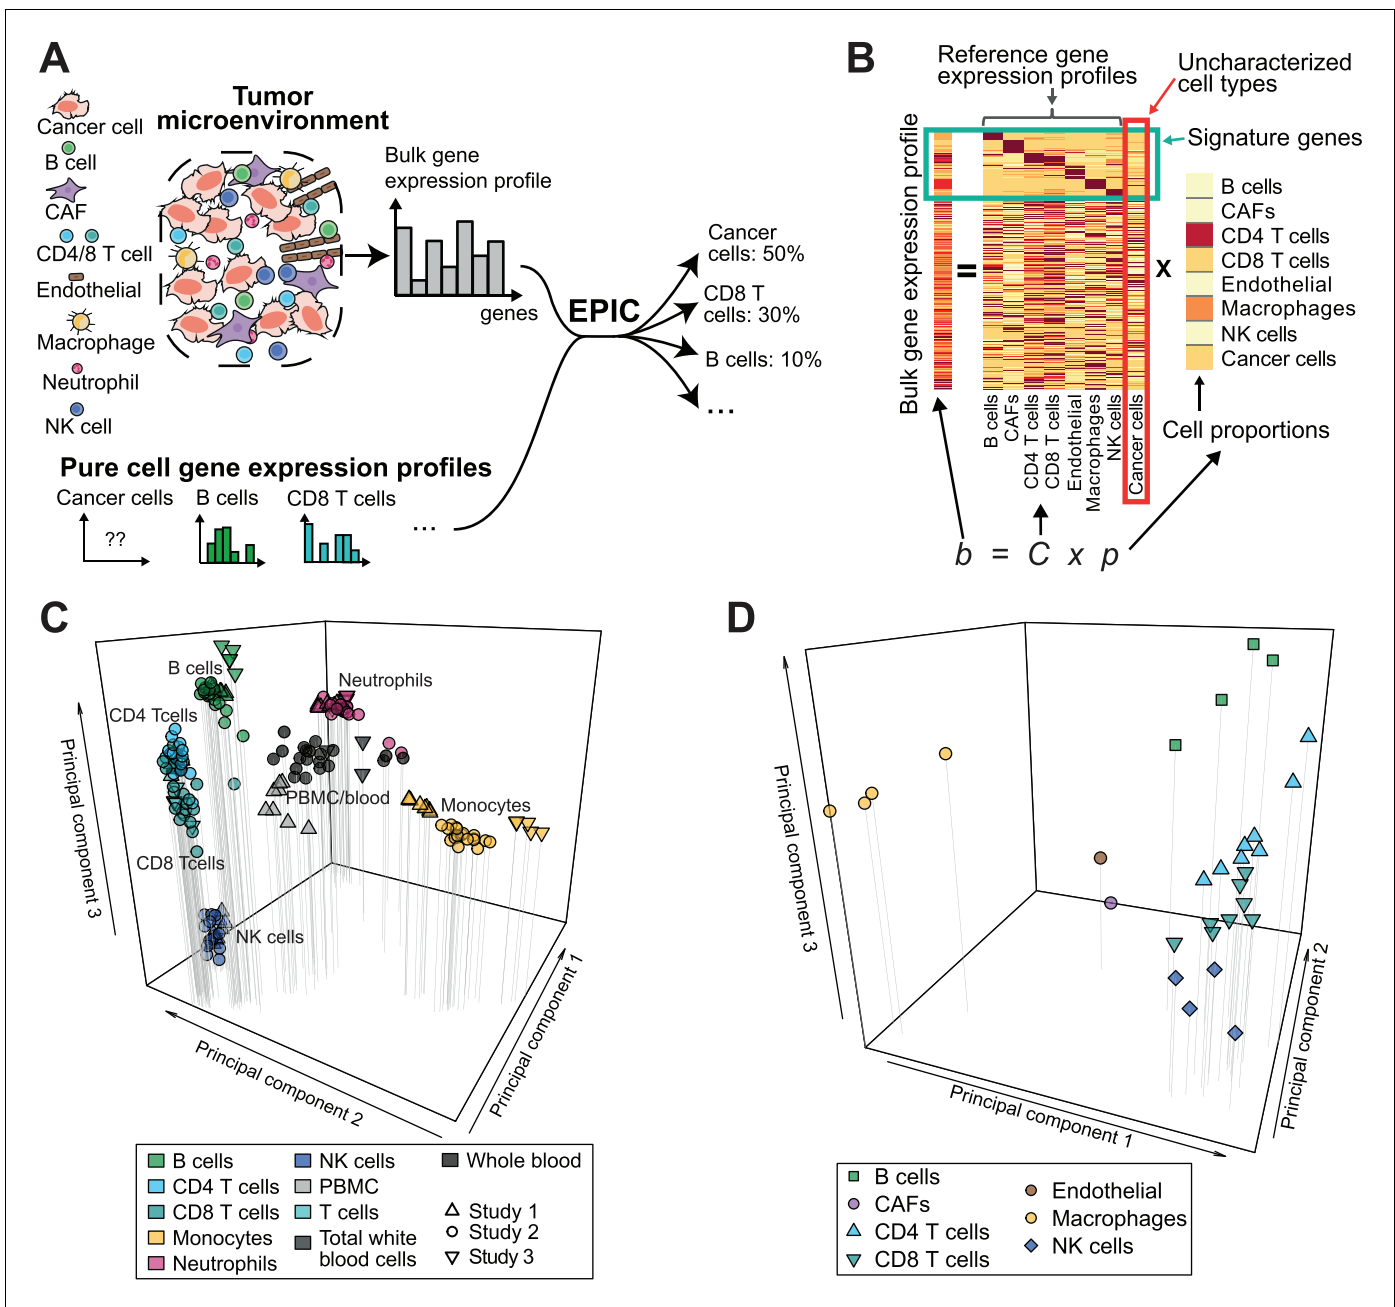 A
Cancer cell
B cell
CAF
CD4/8 T cell
Endothelial
Macrophage
Neutrophil
NK cell
Tumor
microenvironment
Bulk gene
expression profile
genes
EPIC
Cancer
cells: 50%
CD8 T
cells: 30%
B cells: 10%
...
Pure cell gene expression profiles
Cancer cells
B cells
CD8 T cells
??
...
B
Reference gene
expression profiles
Uncharacterized
cell types
Signature genes
Bulk gene expression profile
=
x
B cells
CAFs
CD4 T cells
CD8 T cells
Endothelial
Macrophages
NK cells
Cancer cells
B cells
CAFs
CD4 T cells
CD8 T cells
Endothelial
Macrophages
NK cells
Cancer cells
Cell proportions
b = C x p
C
B cells
Neutrophils
CD4 Tcells
PBMC/blood
Monocytes
CD8 Tcells
NK cells
Principal component 3
Principal component 2
Principal component 1
B cells
CD4 T cells
CD8 T cells
Monocytes
Neutrophils
NK cells
PBMC
T cells
Total white
blood cells
Whole blood
Study 1
Study 2
Study 3
D
Principal component 3
Principal component 1
Principal component 2
B cells
CAFs
CD4 T cells
CD8 T cells
Endothelial
Macrophages
NK cells